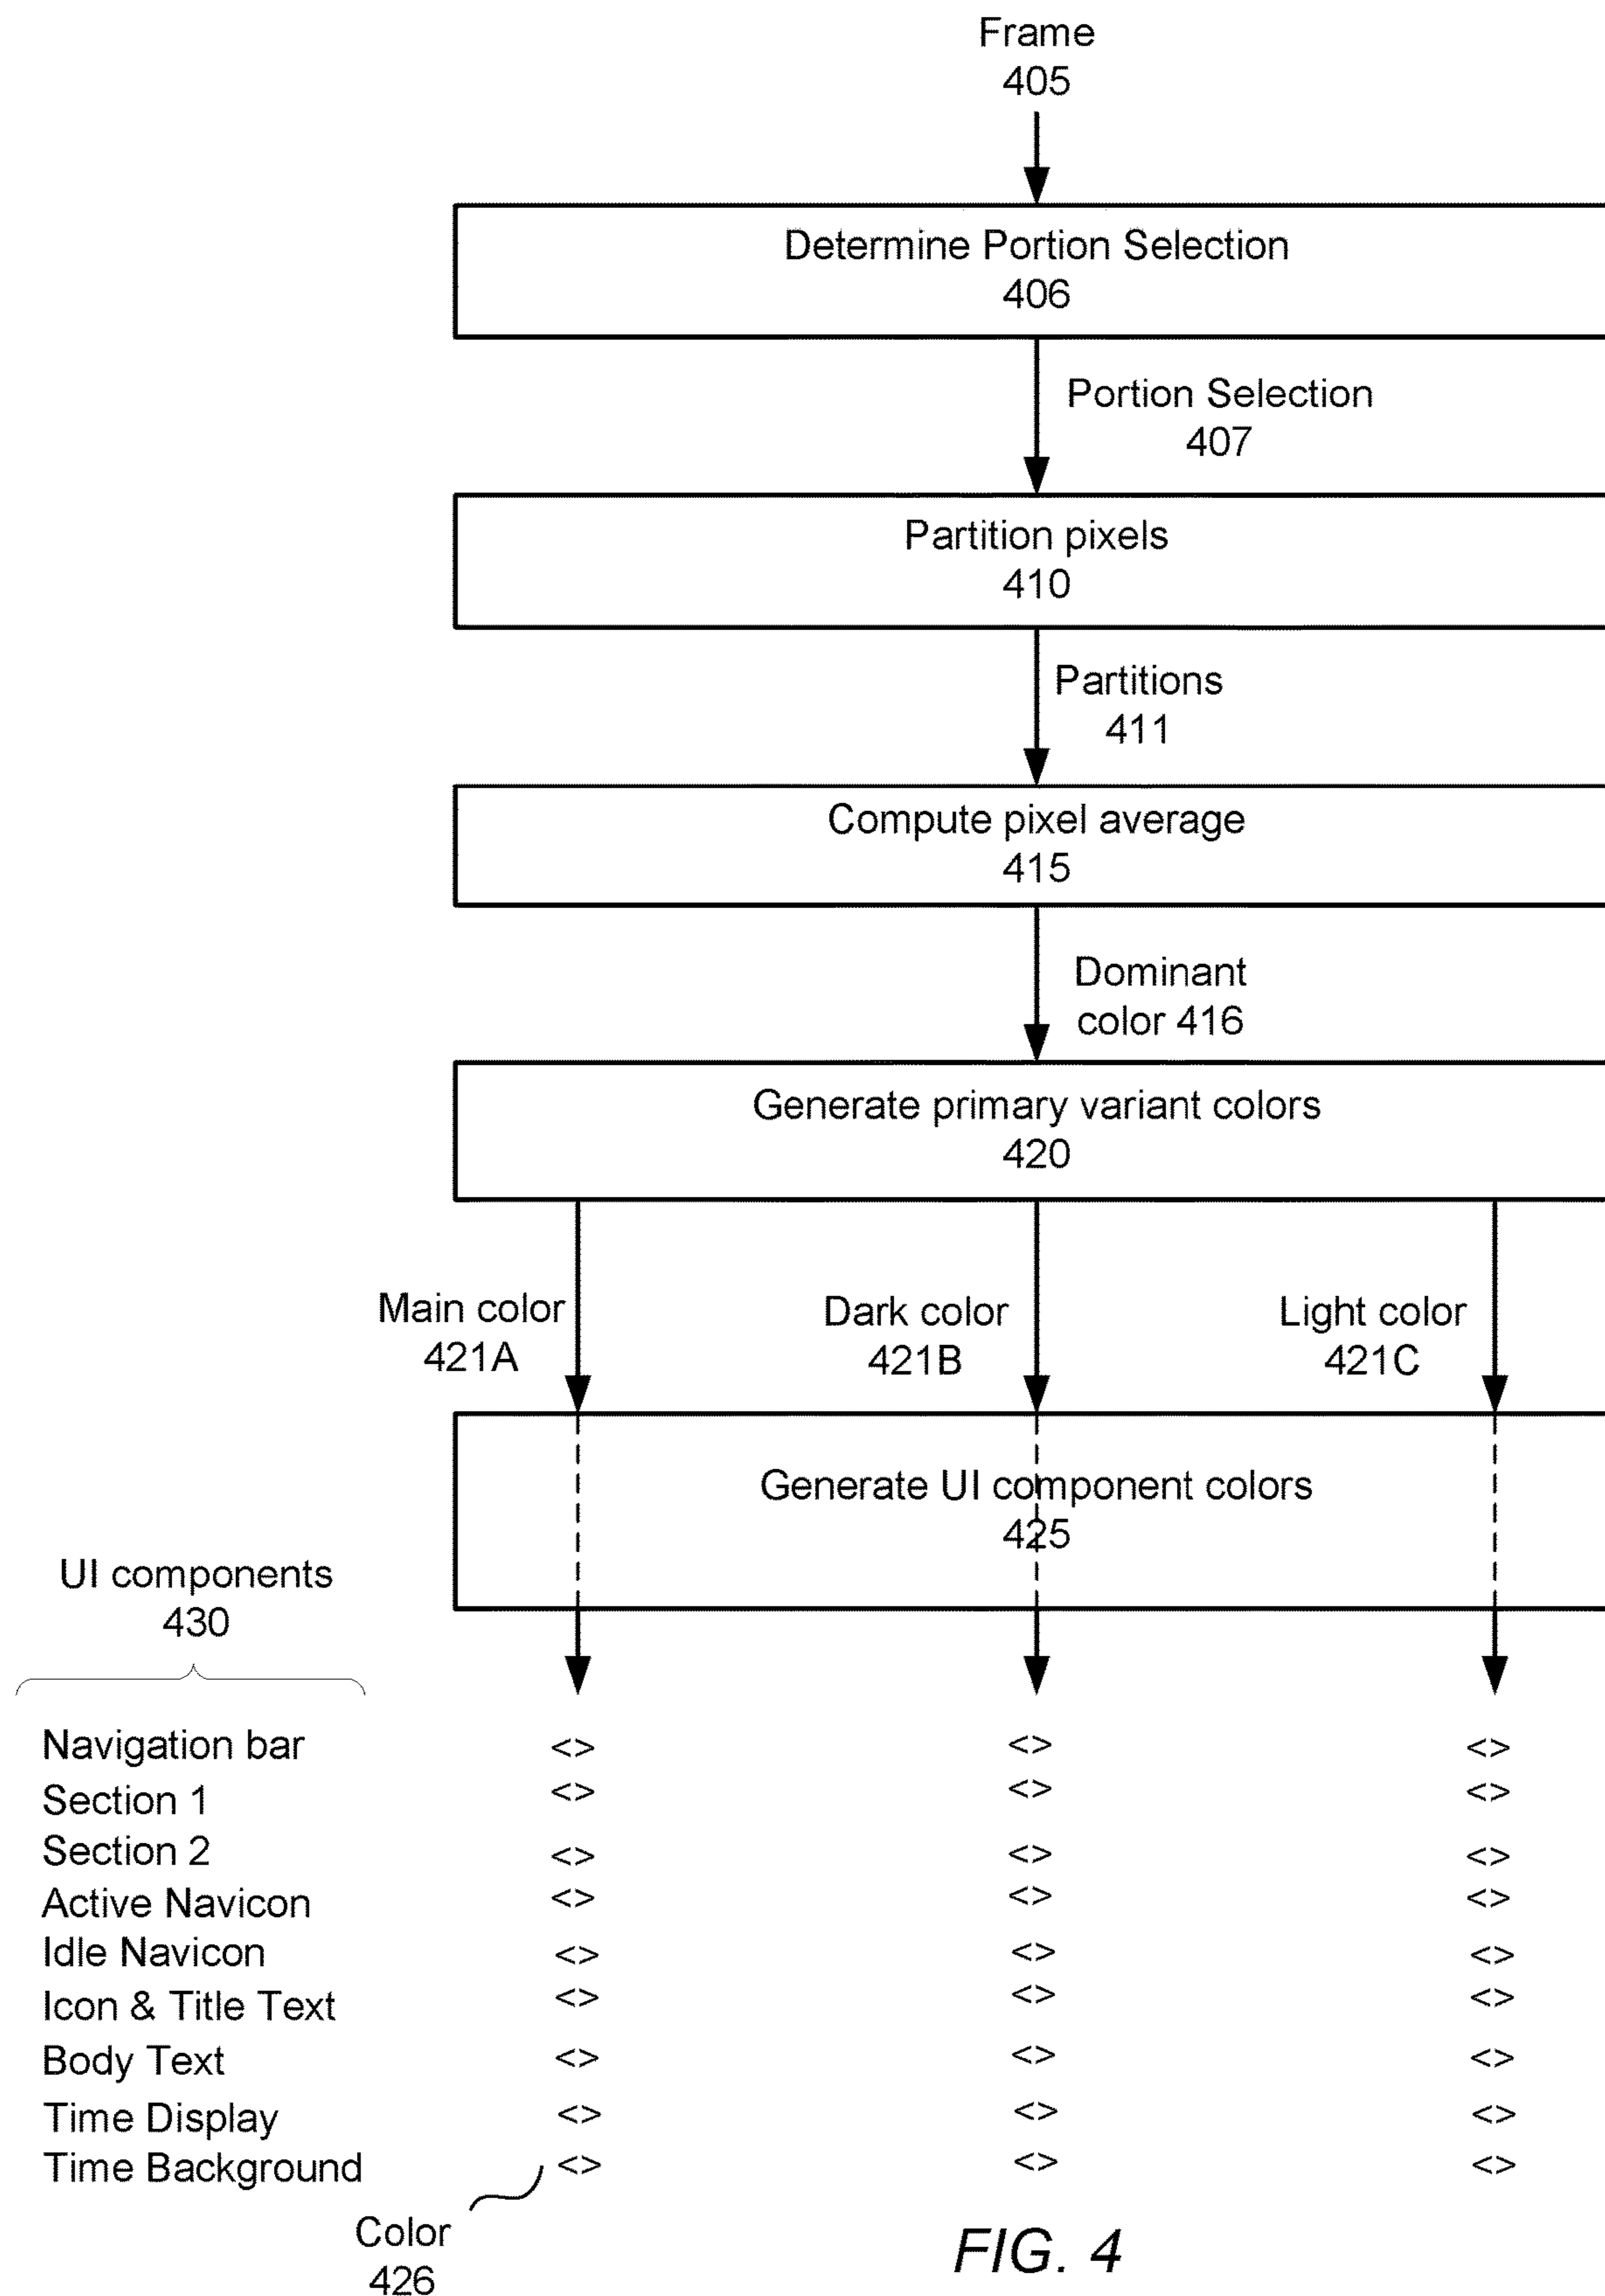 Frame
405
Determine Portion Selection
406
Portion Selection
407
Partition pixels
410
Partitions
411
Compute pixel average
415
Dominant
color 416
Generate primary variant colors
420
Main color
421A
Dark color
421B
Light color
421C
Generate UI component colors
425
UI components
430
Navigation bar <> <> <>
Section 1 <> <> <>
Section 2 <> <> <>
Active Navicon <> <> <>
Idle Navicon <> <> <>
Icon & Title Text <> <> <>
Body Text <> <> <>
Time Display <> <> <>
Time Background <> <> <>
Color
426
FIG. 4